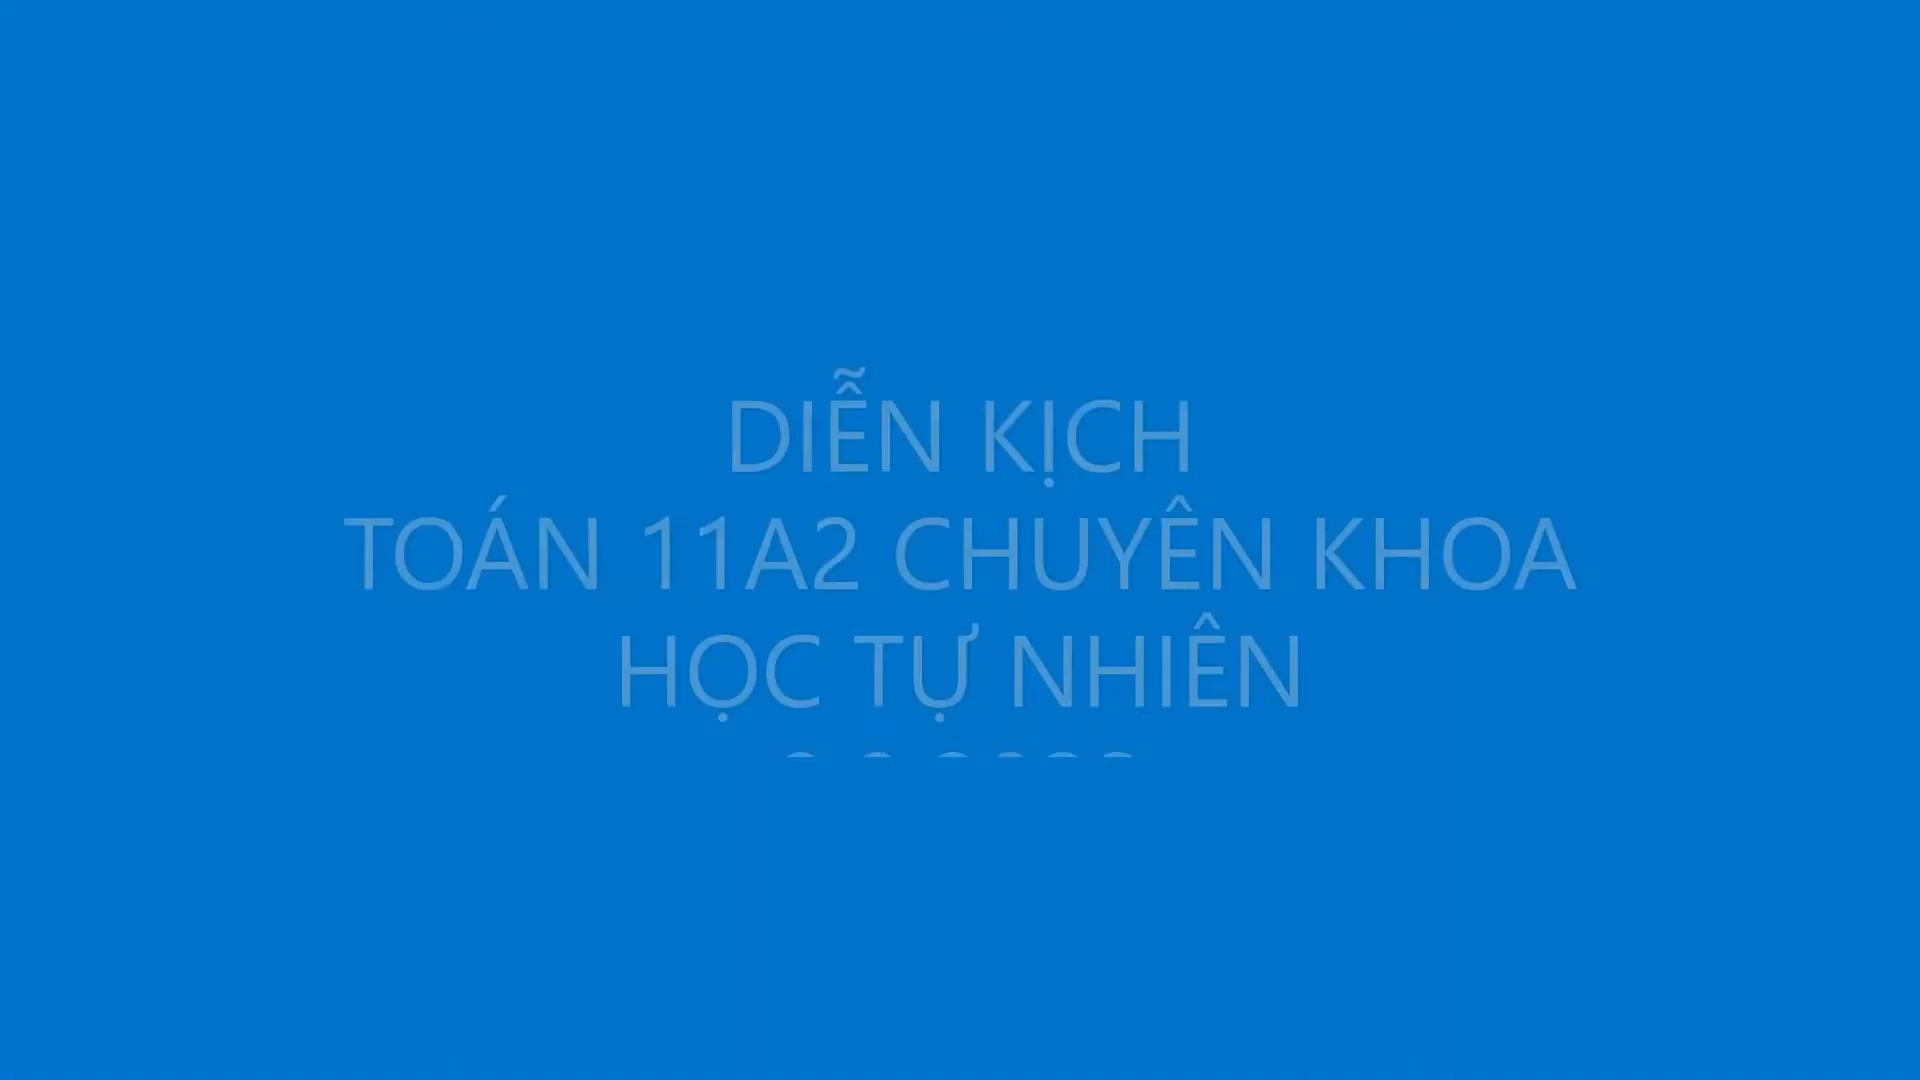 DIỄN KỊCH
TOÁN 11A2 CHUYÊN KHOA
HỌC TỰ NHIÊN